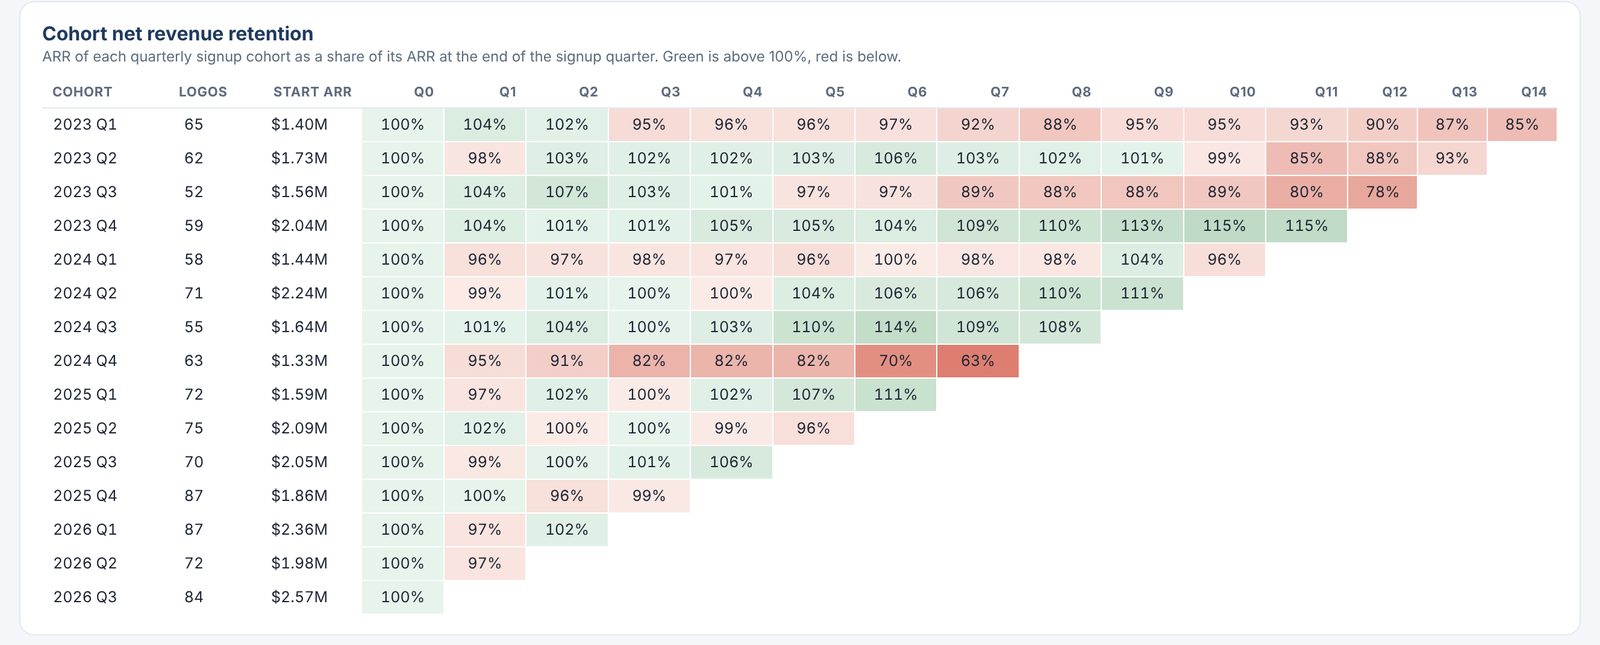 Cohort net revenue retention
ARR of each quarterly signup cohort as a share of its ARR at the end of the signup quarter. Green is above 100%, red is below.
COHORT LOGOS START ARR Q0 Q1 Q2 Q3 Q4 Q5 Q6 Q7 Q8 Q9 Q10 Q11 Q12 Q13 Q14
2023 Q1 65 $1.40M 100% 104% 102% 95% 96% 96% 97% 92% 88% 95% 95% 93% 90% 87% 85%
2023 Q2 62 $1.73M 100% 98% 103% 102% 102% 103% 106% 103% 102% 101% 99% 85% 88% 93%
2023 Q3 52 $1.56M 100% 104% 107% 103% 101% 97% 97% 89% 88% 88% 89% 80% 78%
2023 Q4 59 $2.04M 100% 104% 101% 101% 105% 105% 104% 109% 110% 113% 115% 115%
2024 Q1 58 $1.44M 100% 96% 97% 98% 97% 96% 100% 98% 98% 104% 96%
2024 Q2 71 $2.24M 100% 99% 101% 100% 100% 104% 106% 106% 110% 111%
2024 Q3 55 $1.64M 100% 101% 104% 100% 103% 110% 114% 109% 108%
2024 Q4 63 $1.33M 100% 95% 91% 82% 82% 82% 70% 63%
2025 Q1 72 $1.59M 100% 97% 102% 100% 102% 107% 111%
2025 Q2 75 $2.09M 100% 102% 100% 100% 99% 96%
2025 Q3 70 $2.05M 100% 99% 100% 101% 106%
2025 Q4 87 $1.86M 100% 100% 96% 99%
2026 Q1 87 $2.36M 100% 97% 102%
2026 Q2 72 $1.98M 100% 97%
2026 Q3 84 $2.57M 100%